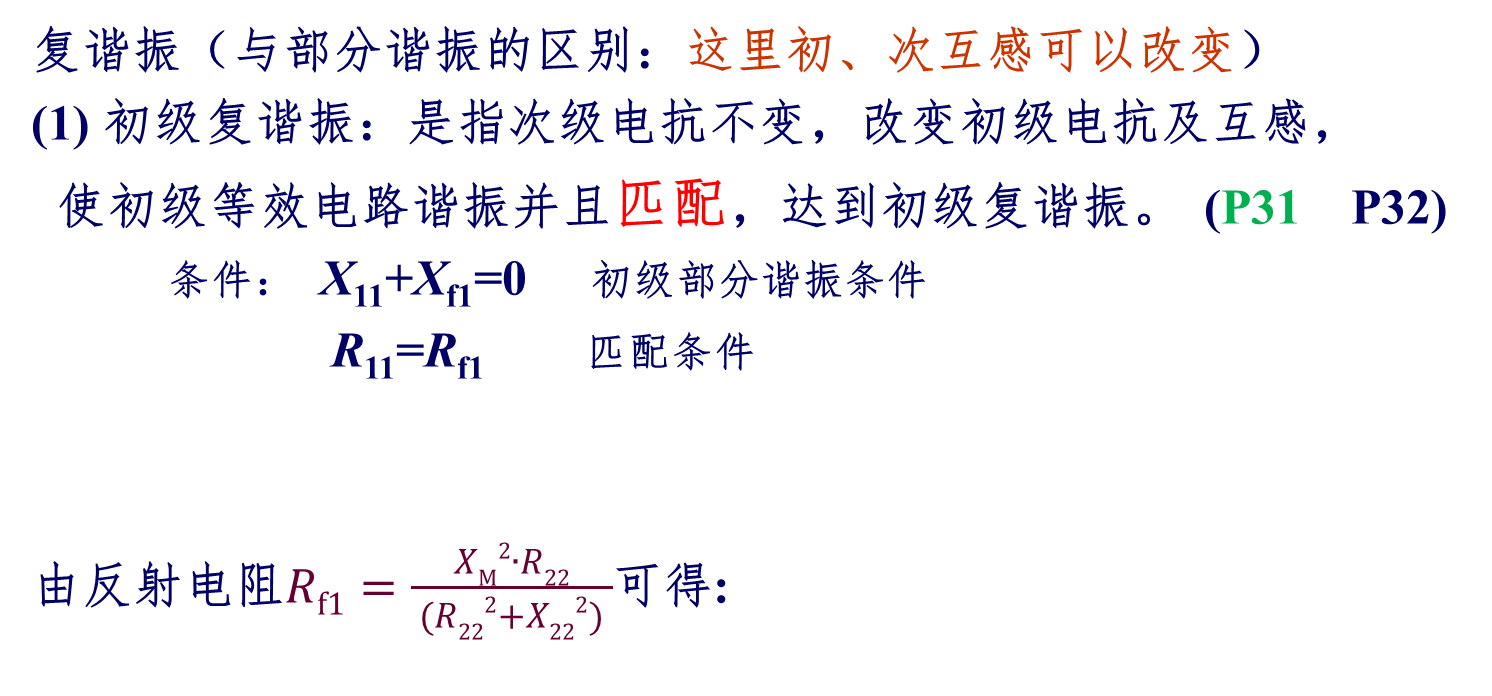 复谐振（与部分谐振的区别：这里初、次互感可以改变）
(1) 初级复谐振：是指次级电抗不变，改变初级电抗及互感，
使初级等效电路谐振并且匹配，达到初级复谐振。 (P31 P32)
条件： X₁₁+X_f1=0 初级部分谐振条件
R₁₁=R_f1 匹配条件
由反射电阻R_f1 = X_M²·R₂₂ / (R₂₂²+X₂₂²) 可得：